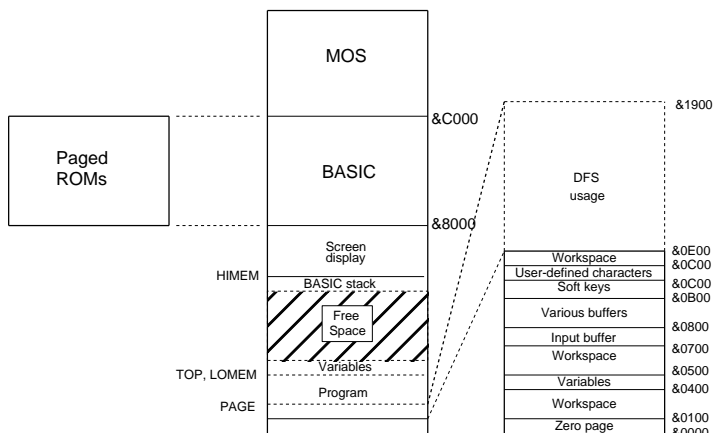 MOS
&C000
Paged
ROMs
BASIC
&8000
Screen
display
HIMEM
BASIC stack
Free
Space
Variables
TOP, LOMEM
Program
PAGE
&1900
DFS
usage
&0E00
Workspace
&0C00
User-defined characters
&0C00
Soft keys
&0B00
Various buffers
&0800
Input buffer
&0700
Workspace
&0500
Variables
&0400
Workspace
&0100
Zero page
&0000